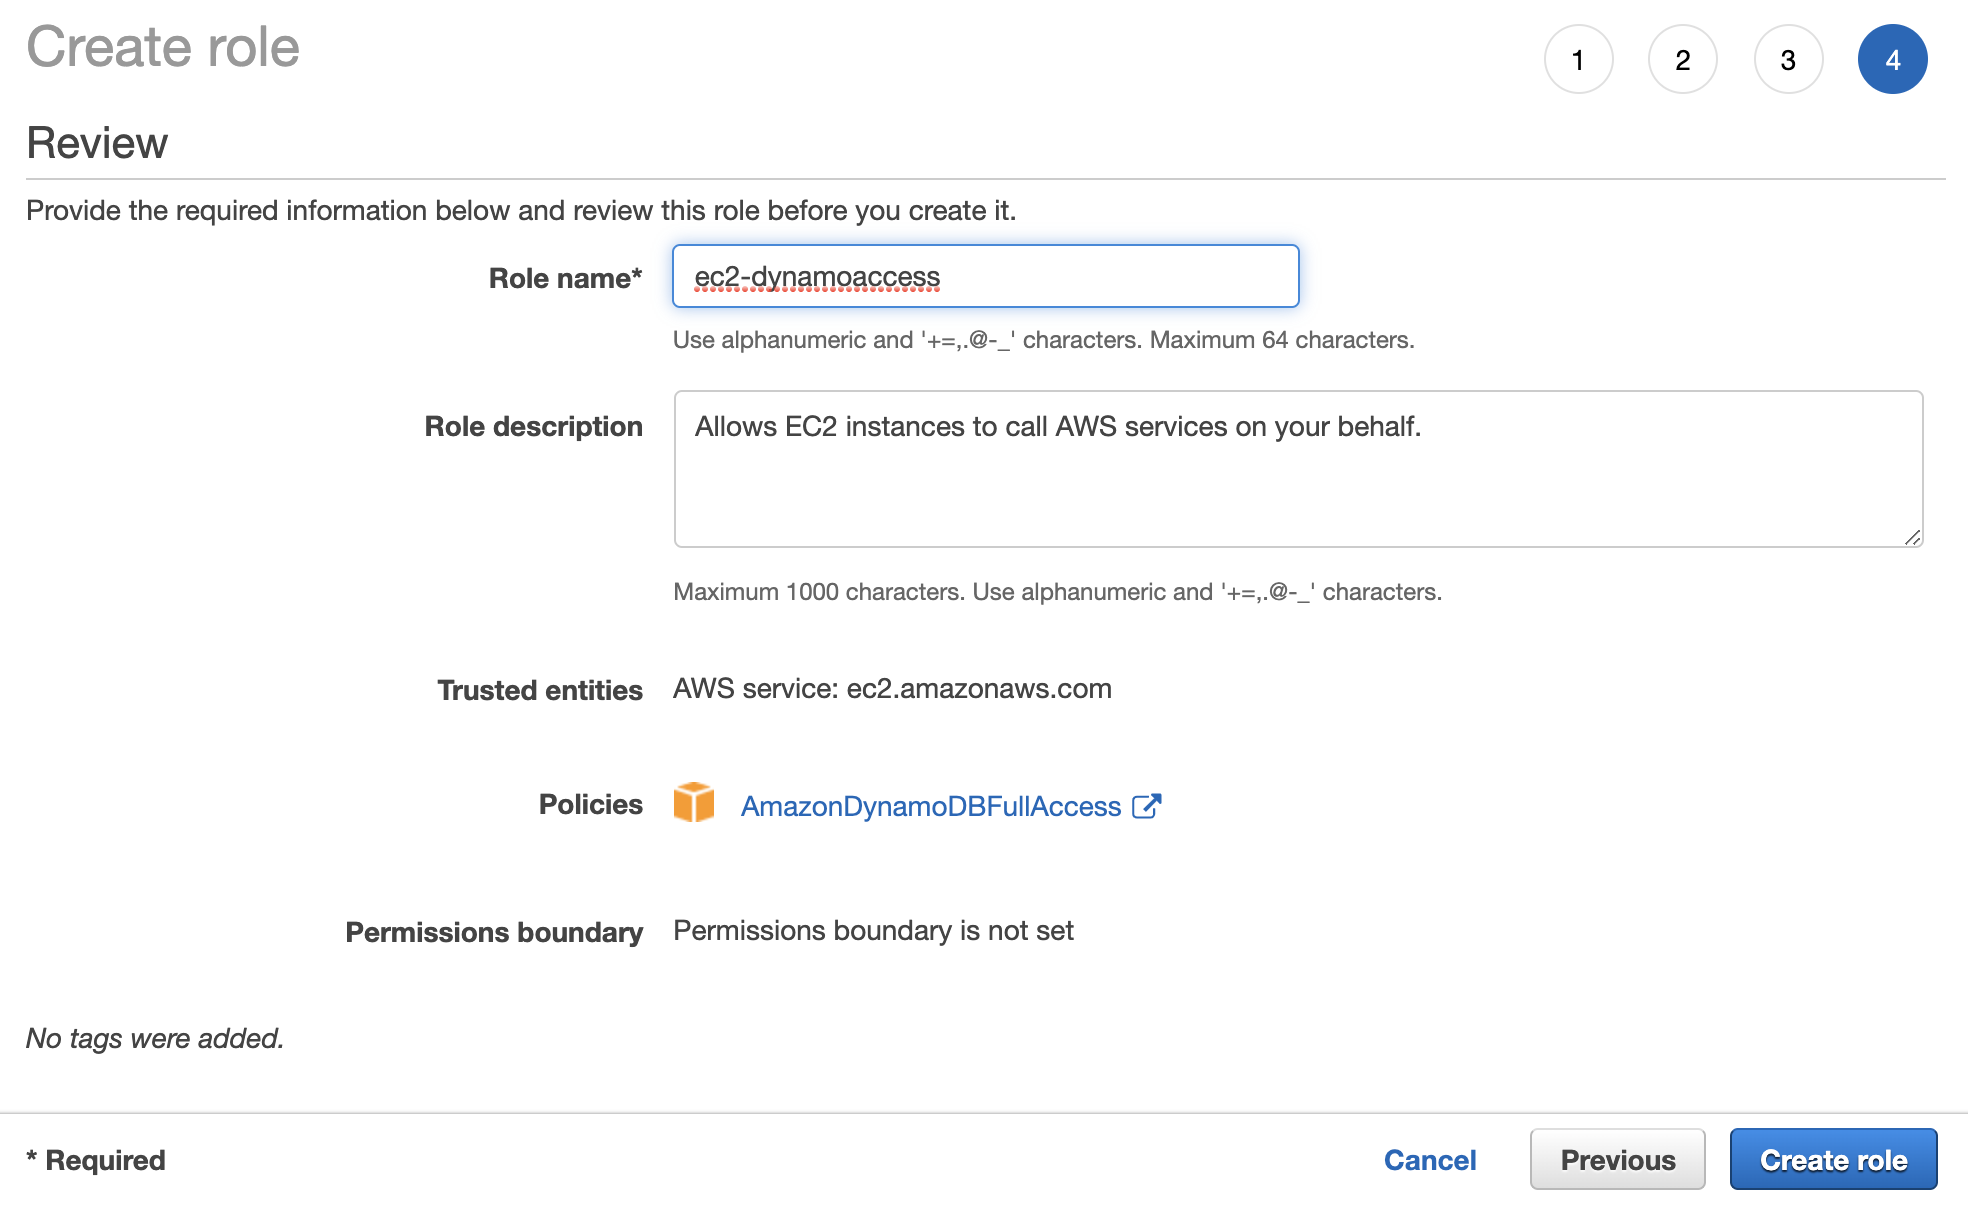 Create role
1 2 3 4
Review
Provide the required information below and review this role before you create it.
Role name* ec2-dynamoaccess
Use alphanumeric and '+=,.@-_' characters. Maximum 64 characters.
Role description Allows EC2 instances to call AWS services on your behalf.
Maximum 1000 characters. Use alphanumeric and '+=,.@-_' characters.
Trusted entities AWS service: ec2.amazonaws.com
Policies AmazonDynamoDBFullAccess
Permissions boundary Permissions boundary is not set
No tags were added.
* Required Cancel Previous Create role